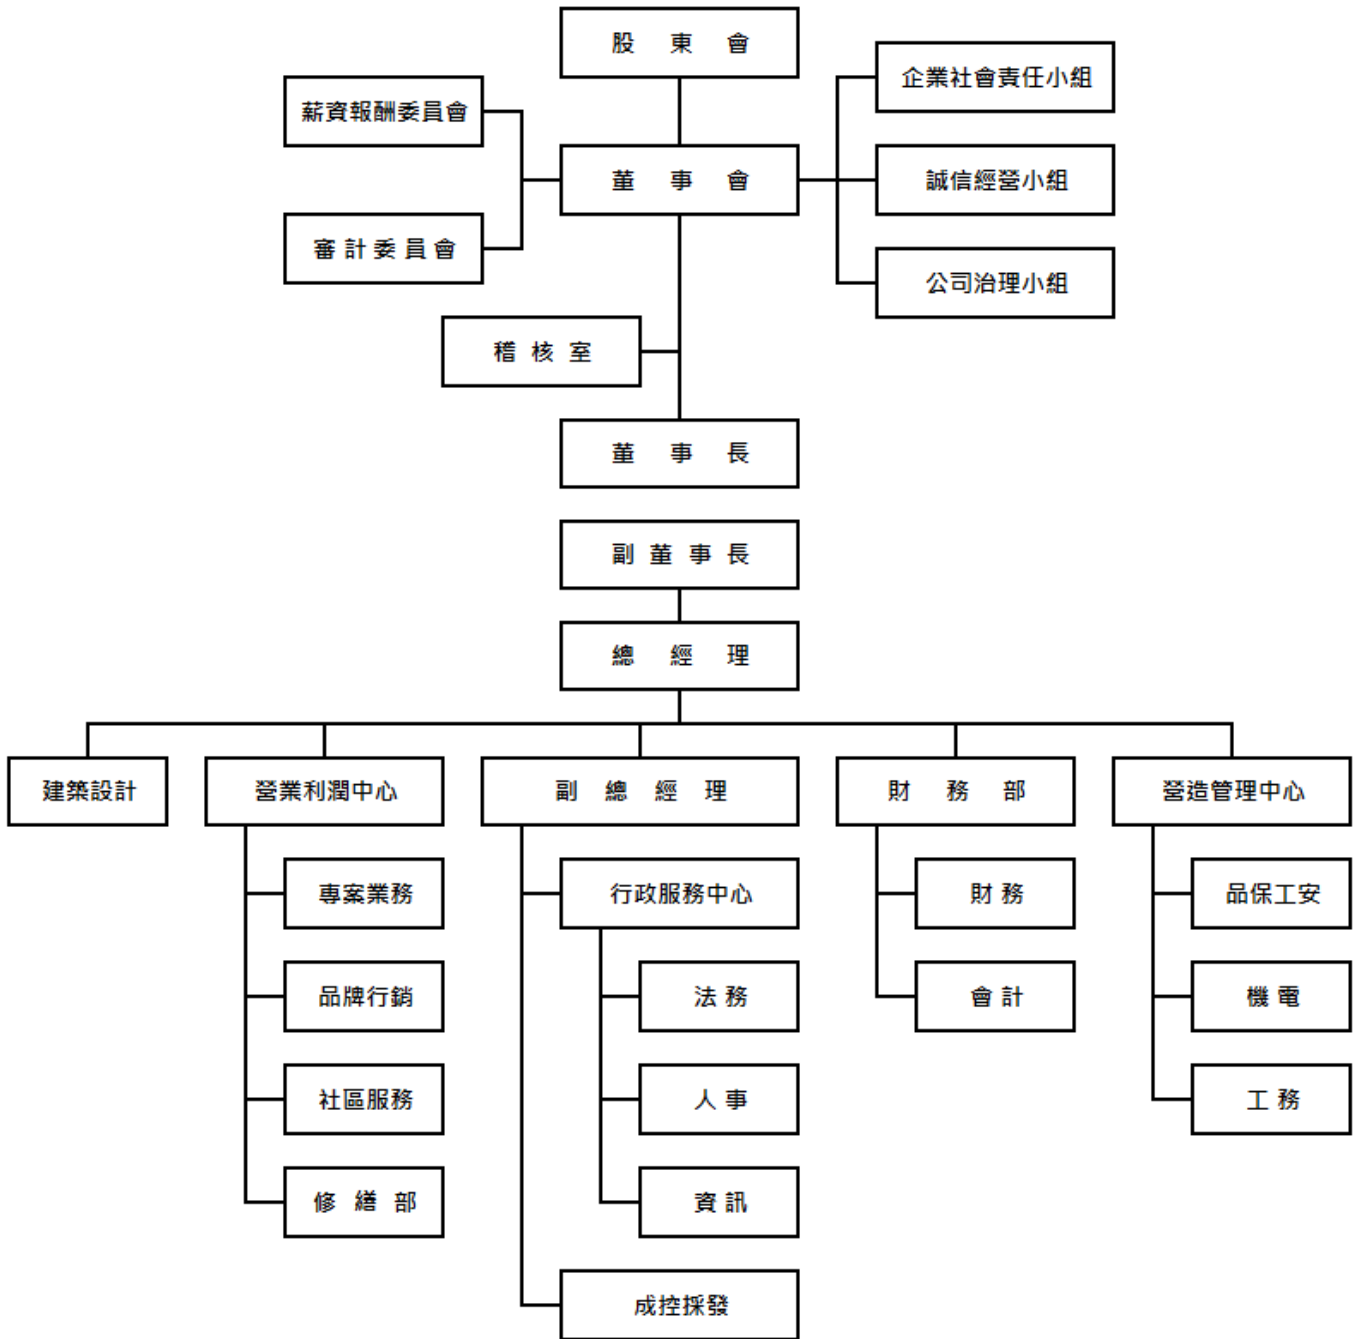 股東會
企業社會責任小組
薪資報酬委員會
董事會
誠信經營小組
審計委員會
公司治理小組
稽核室
董事長
副董事長
總經理
建築設計
營業利潤中心
副總經理
財務部
營造管理中心
專案業務
行政服務中心
財務
品保工安
品牌行銷
法務
會計
機電
社區服務
人事
工務
修繕部
資訊
成控採發